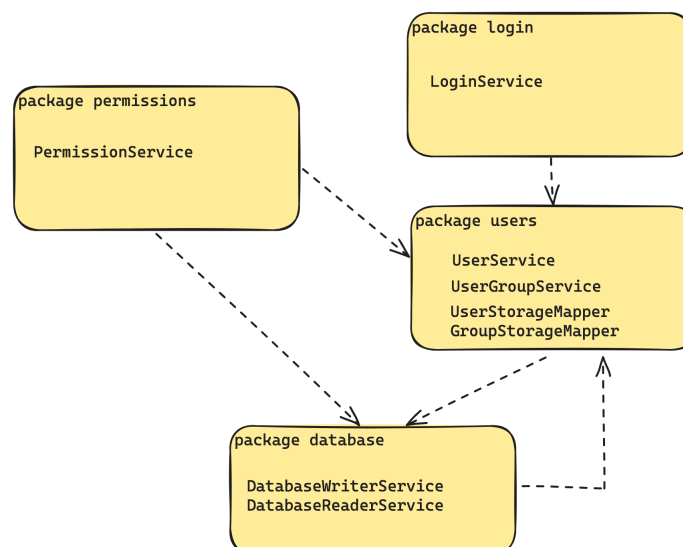 package login
LoginService
package permissions
PermissionService
package users
UserService
UserGroupService
UserStorageMapper
GroupStorageMapper
package database
DatabaseWriterService
DatabaseReaderService